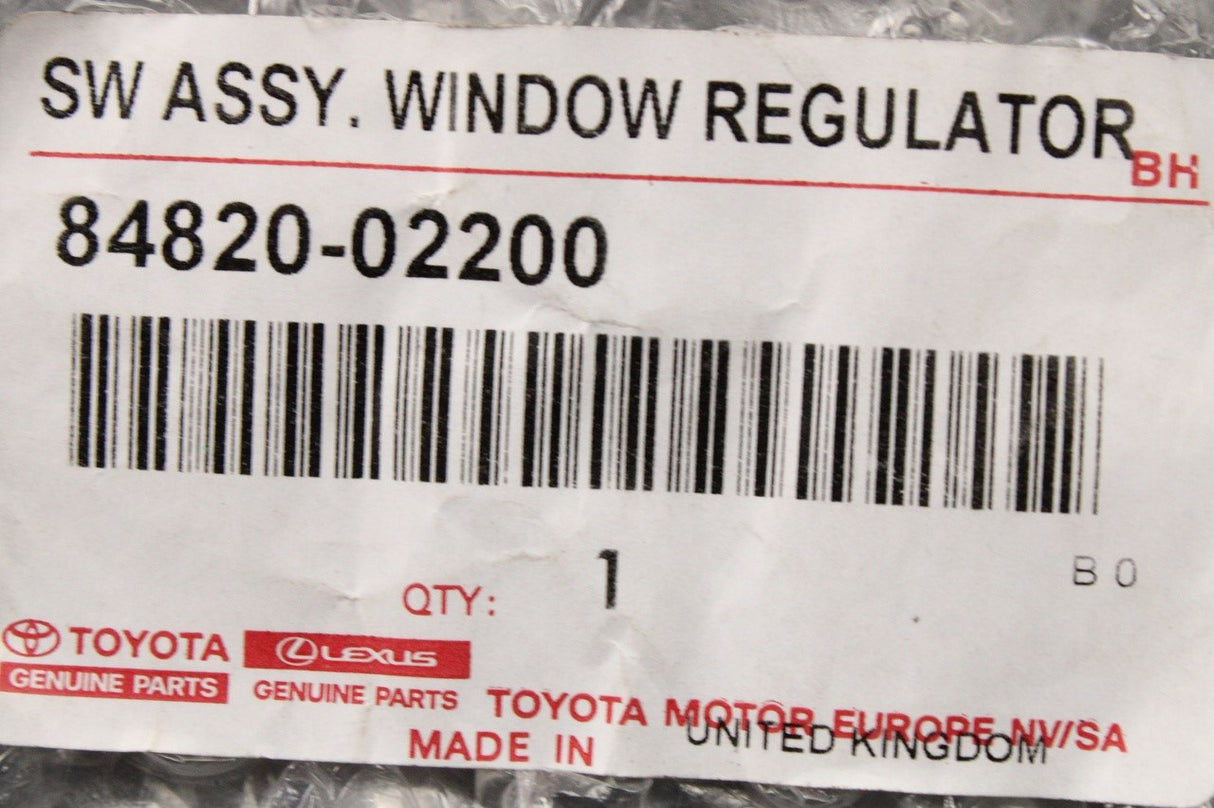 SW ASSY. WINDOW REGULATOR
BH
84820-02200
QTY: 1
B 0
TOYOTA
GENUINE PARTS
LEXUS
GENUINE PARTS
TOYOTA MOTOR EUROPE NV/SA
MADE IN UNITED KINGDOM